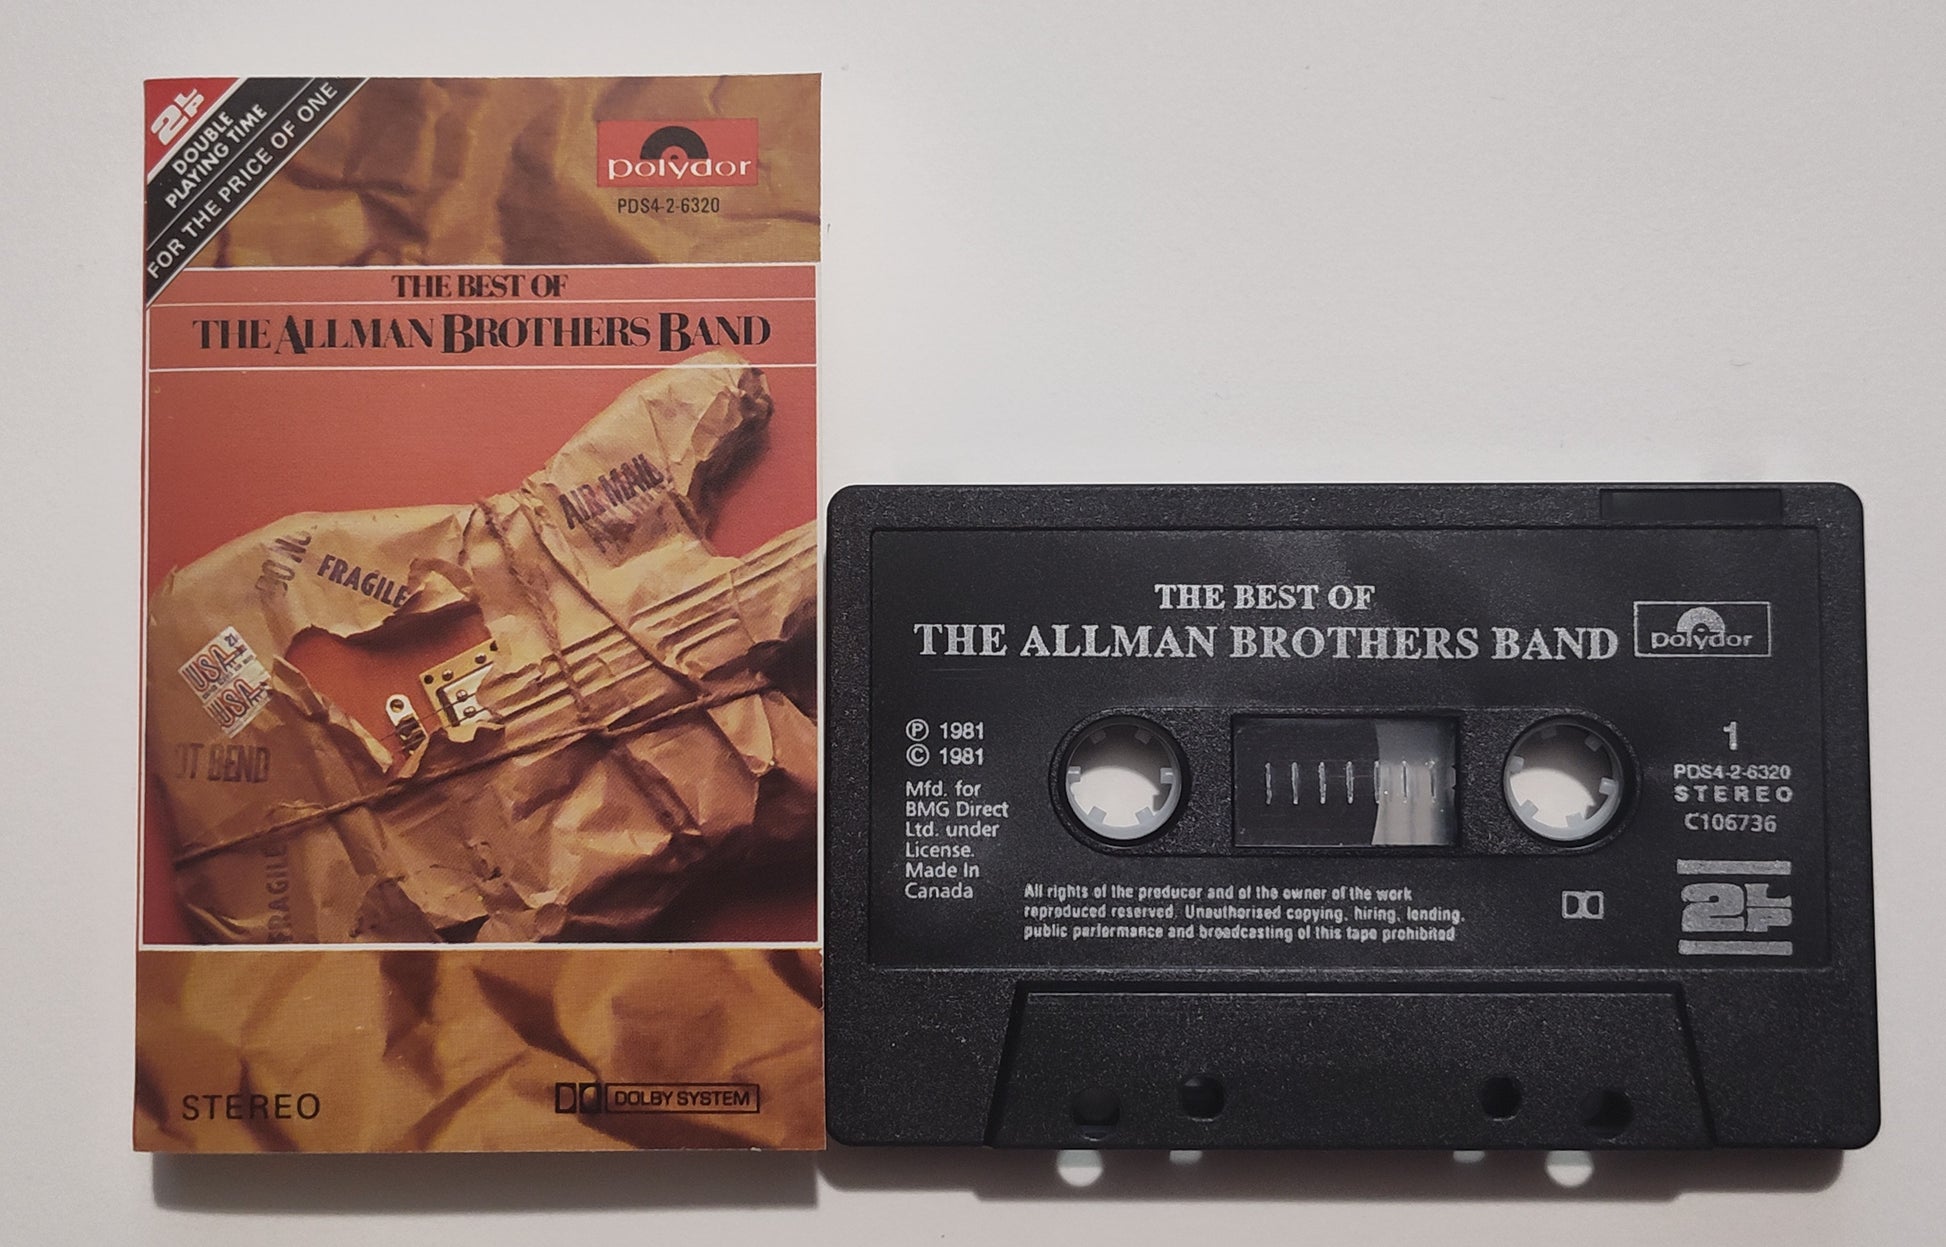 2LP
DOUBLE
PLAYING TIME
FOR THE PRICE OF ONE
polydor
PDS4-2-6320
THE BEST OF
THE ALLMAN BROTHERS BAND
AIR MAIL
DO NO
FRAGILE
21
USA
USA
OT BEND
FRAGILE
STEREO
DOLBY SYSTEM
THE BEST OF
THE ALLMAN BROTHERS BAND
polydor
℗ 1981
© 1981
Mfd. for
BMG Direct
Ltd. under
License.
Made In
Canada
1
PDS4-2-6320
STEREO
C106736
All rights of the producer and of the owner of the work
reproduced reserved. Unauthorised copying, hiring, lending,
public performance and broadcasting of this tape prohibited
2LP